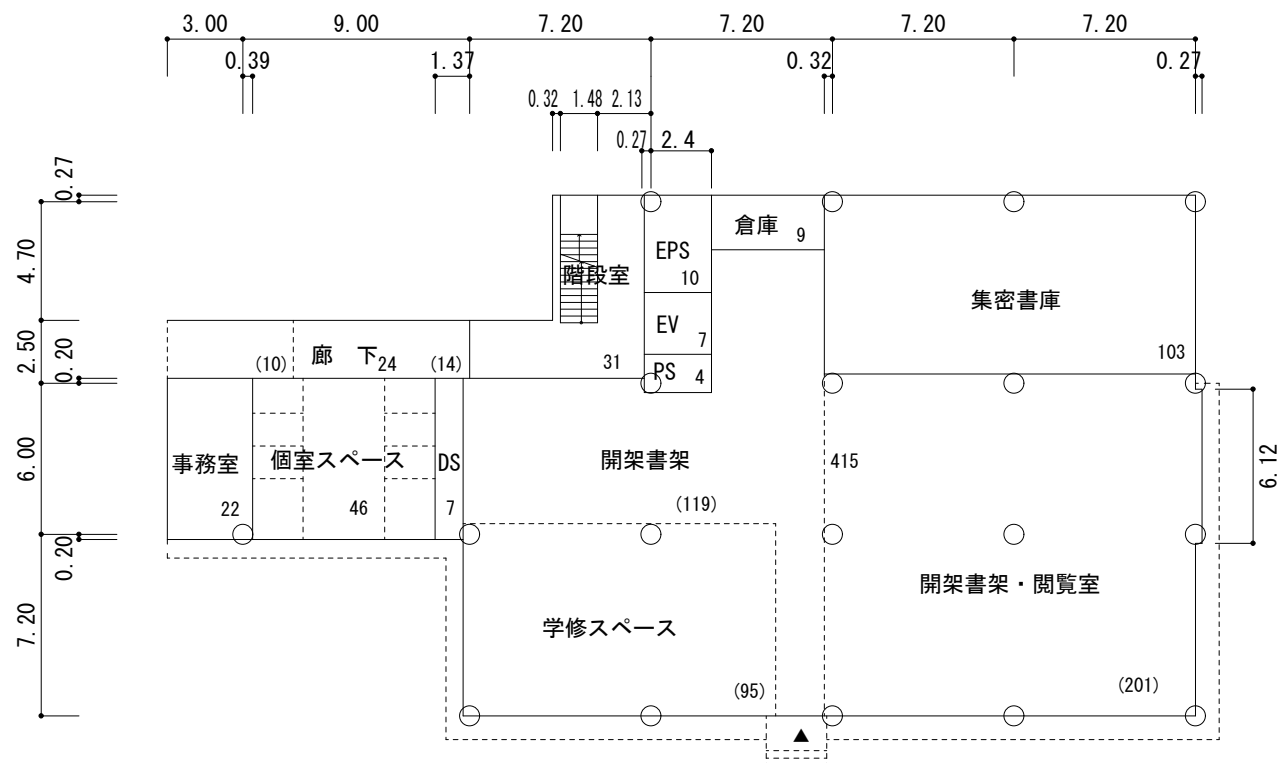 3.00 9.00 7.20 7.20 7.20 7.20
0.39 1.37 0.32 0.27
0.32 1.48 2.13
0.27 2.4
0.27
4.70
2.50
0.20
6.00
0.20
7.20
6.12
倉庫 9
EPS
10
階段室
31
EV
7
PS 4
集密書庫
103
(10) 廊 下 24 (14)
事務室
22
個室スペース
46
DS
7
開架書架
(119)
415
学修スペース
(95)
開架書架・閲覧室
(201)
▲